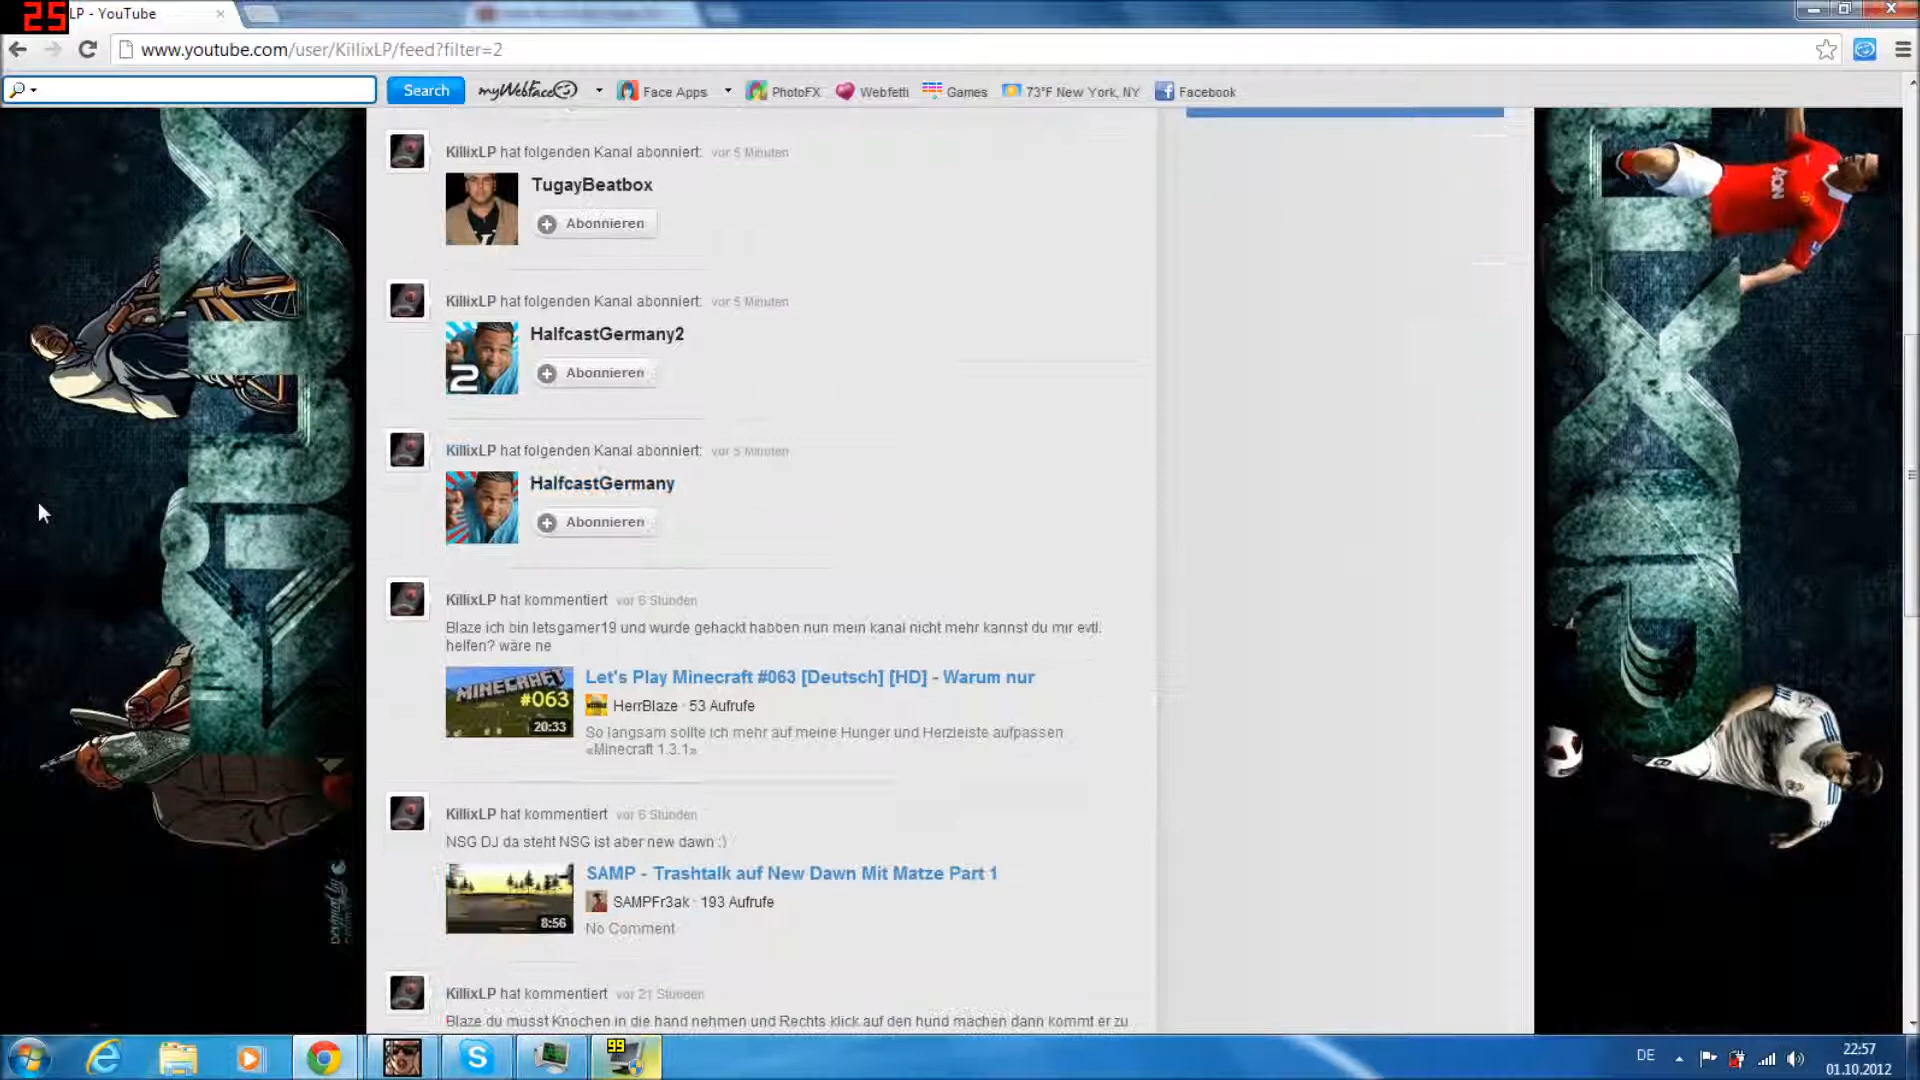 25
LP - YouTube
www.youtube.com/user/KillixLP/feed?filter=2
Search
myWebFace
Face Apps
PhotoFX
Webfetti
Games
73°F New York, NY
Facebook
KillixLP hat folgenden Kanal abonniert: vor 5 Minuten
TugayBeatbox
Abonnieren
KillixLP hat folgenden Kanal abonniert: vor 5 Minuten
HalfcastGermany2
2
Abonnieren
KillixLP hat folgenden Kanal abonniert: vor 5 Minuten
HalfcastGermany
Abonnieren
KillixLP hat kommentiert vor 6 Stunden
Blaze ich bin letsgamer19 und wurde gehackt habben nun mein kanal nicht mehr kannst du mir evtl.
helfen? wäre ne
MINECRAFT
#063
20:33
Let's Play Minecraft #063 [Deutsch] [HD] - Warum nur
HerrBlaze · 53 Aufrufe
So langsam sollte ich mehr auf meine Hunger und Herzleiste aufpassen
«Minecraft 1.3.1»
KillixLP hat kommentiert vor 6 Stunden
NSG DJ da steht NSG ist aber new dawn :)
8:56
SAMP - Trashtalk auf New Dawn Mit Matze Part 1
SAMPFr3ak · 193 Aufrufe
No Comment
KillixLP hat kommentiert vor 21 Stunden
Blaze du musst Knochen in die hand nehmen und Rechts klick auf den hund machen dann kommt er zu
AON
99
DE
22:57
01.10.2012